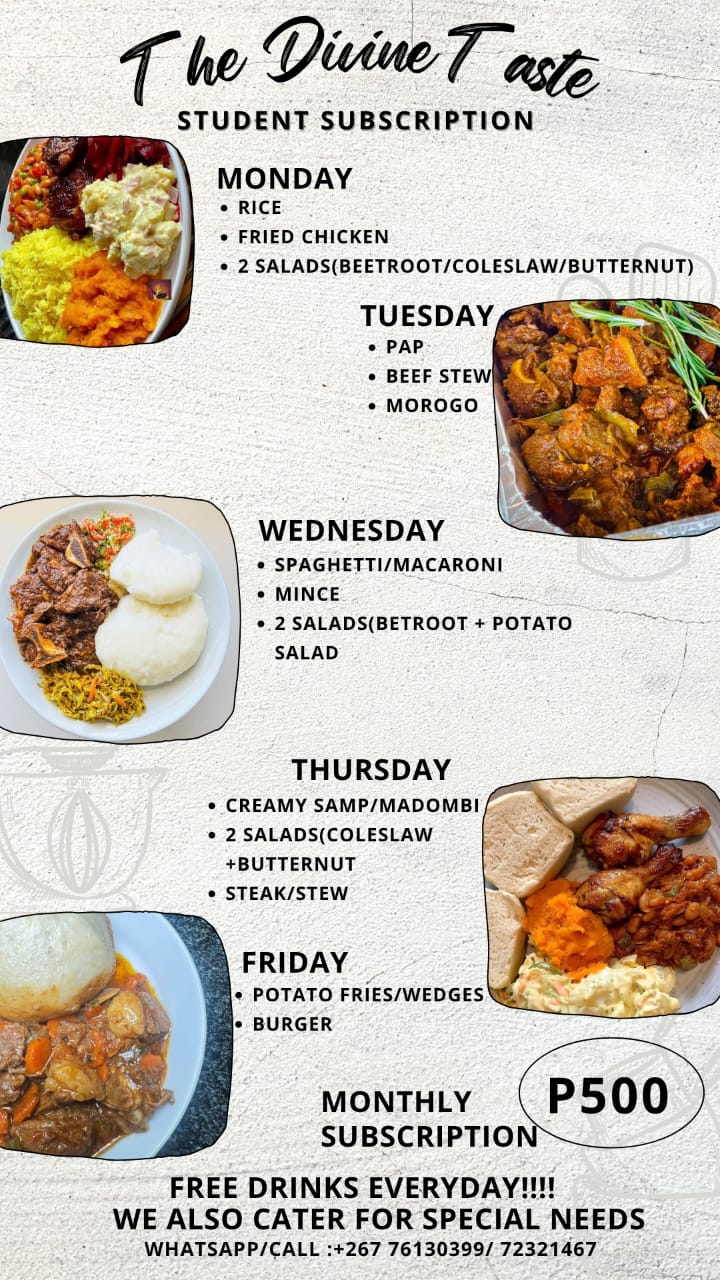 The Divine Taste
STUDENT SUBSCRIPTION
MONDAY
• RICE
• FRIED CHICKEN
• 2 SALADS(BEETROOT/COLESLAW/BUTTERNUT)
TUESDAY
• PAP
• BEEF STEW
• MOROGO
WEDNESDAY
• SPAGHETTI/MACARONI
• MINCE
• 2 SALADS(BETROOT + POTATO
SALAD
THURSDAY
• CREAMY SAMP/MADOMBI
• 2 SALADS(COLESLAW
+BUTTERNUT
• STEAK/STEW
FRIDAY
• POTATO FRIES/WEDGES
• BURGER
MONTHLY
SUBSCRIPTION
P500
FREE DRINKS EVERYDAY!!!!
WE ALSO CATER FOR SPECIAL NEEDS
WHATSAPP/CALL :+267 76130399/ 72321467